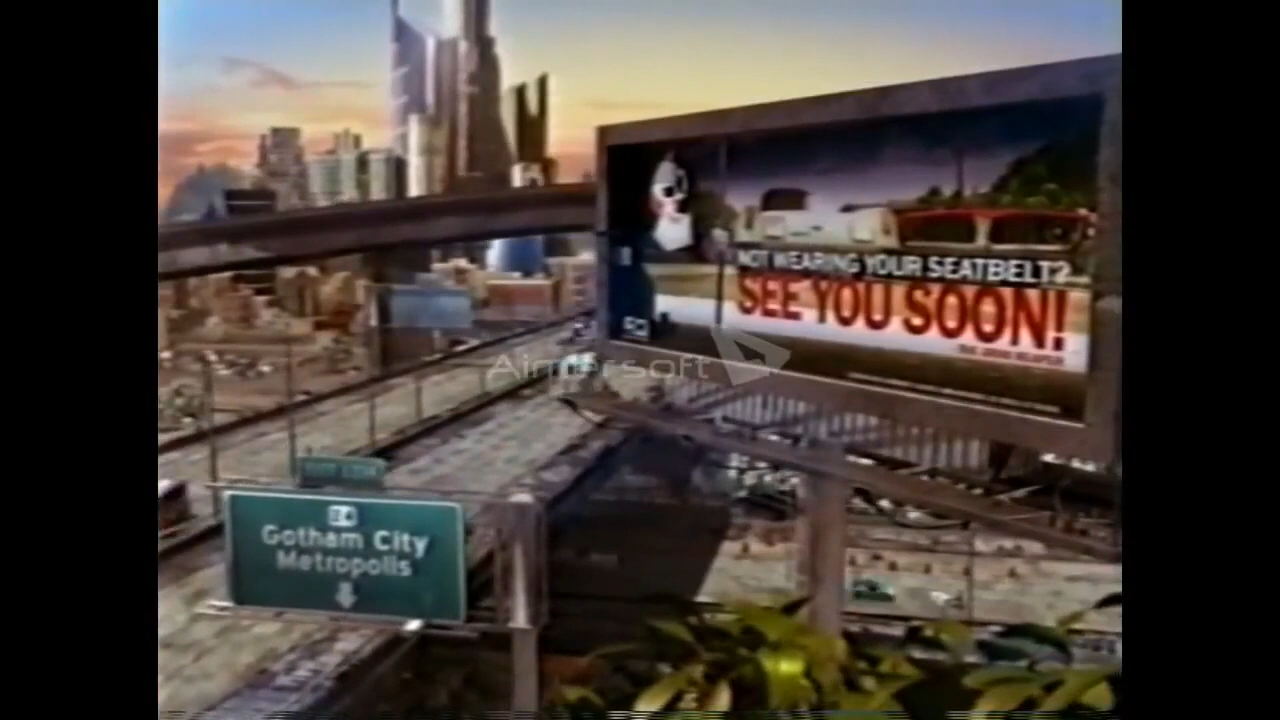 NOT WEARING YOUR SEATBELT?
SEE YOU SOON!
Aimersoft
Gotham City
Metropolis